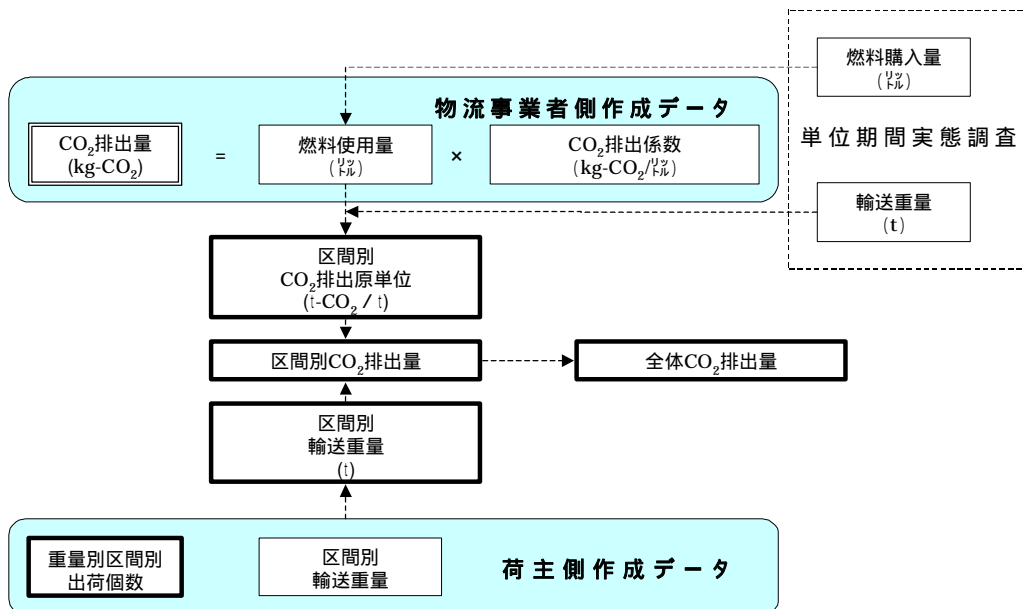 燃料購入量
(リットル)
単位期間実態調査
輸送重量
(t)
物流事業者側作成データ
CO₂排出量
(kg-CO₂)
=
燃料使用量
(リットル)
×
CO₂排出係数
(kg-CO₂/リットル)
区間別
CO₂排出原単位
(t-CO₂ / t)
区間別CO₂排出量
全体CO₂排出量
区間別
輸送重量
(t)
重量別区間別
出荷個数
区間別
輸送重量
荷主側作成データ